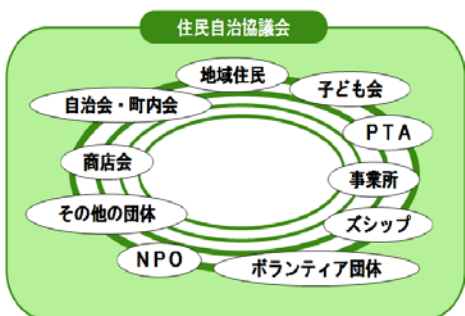 住民自治協議会
地域住民
子ども会
自治会・町内会
PTA
商店会
事業所
その他の団体
ズシップ
NPO
ボランティア団体